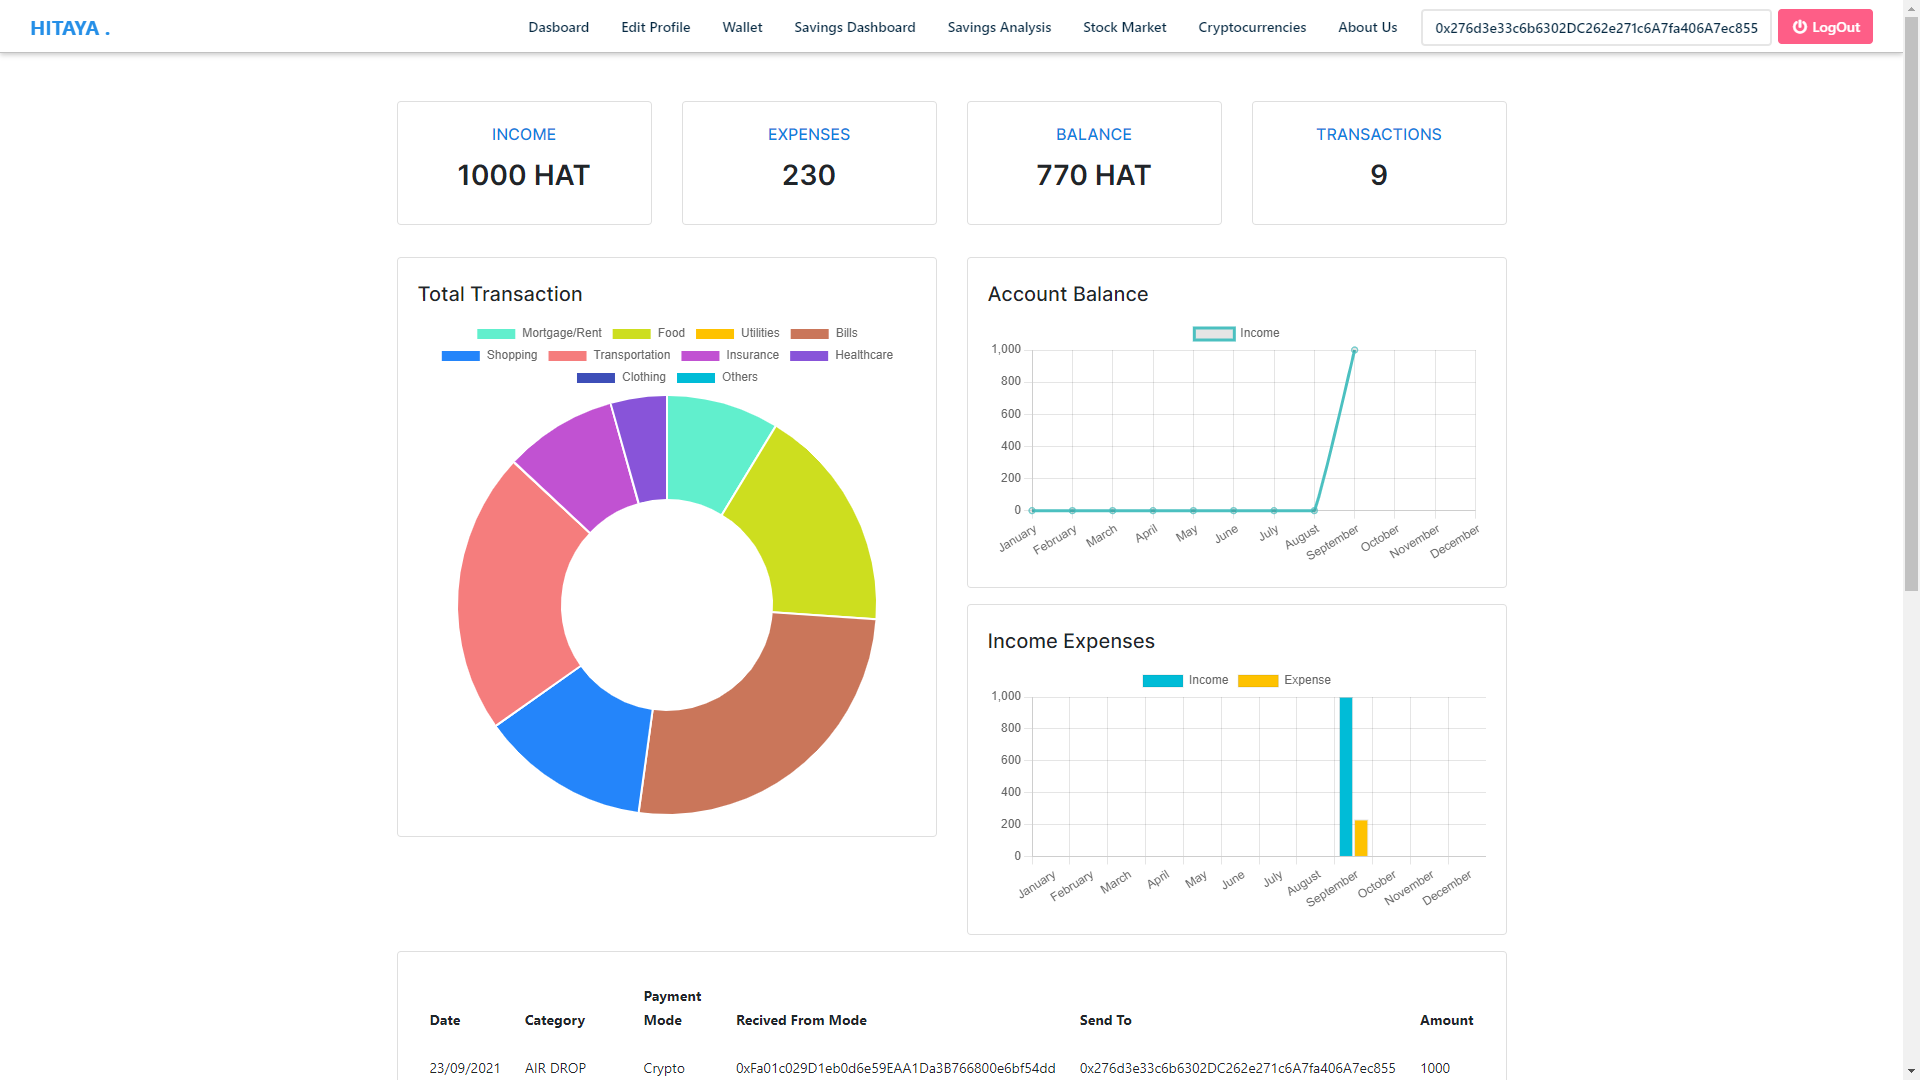 HITAYA .
Dasboard Edit Profile Wallet Savings Dashboard Savings Analysis Stock Market Cryptocurrencies About Us 0x276d3e33c6b6302DC262e271c6A7fa406A7ec855 LogOut
INCOME
1000 HAT
EXPENSES
230
BALANCE
770 HAT
TRANSACTIONS
9
Total Transaction
Mortgage/Rent Food Utilities Bills
Shopping Transportation Insurance Healthcare
Clothing Others
Account Balance
Income
1,000
800
600
400
200
0
January February March April May June July August September October November December
Income Expenses
Income Expense
1,000
800
600
400
200
0
January February March April May June July August September October November December
Date Category Payment Mode Recived From Mode Send To Amount
23/09/2021 AIR DROP Crypto 0xFa01c029D1eb0d6e59EAA1Da3B766800e6bf54dd 0x276d3e33c6b6302DC262e271c6A7fa406A7ec855 1000